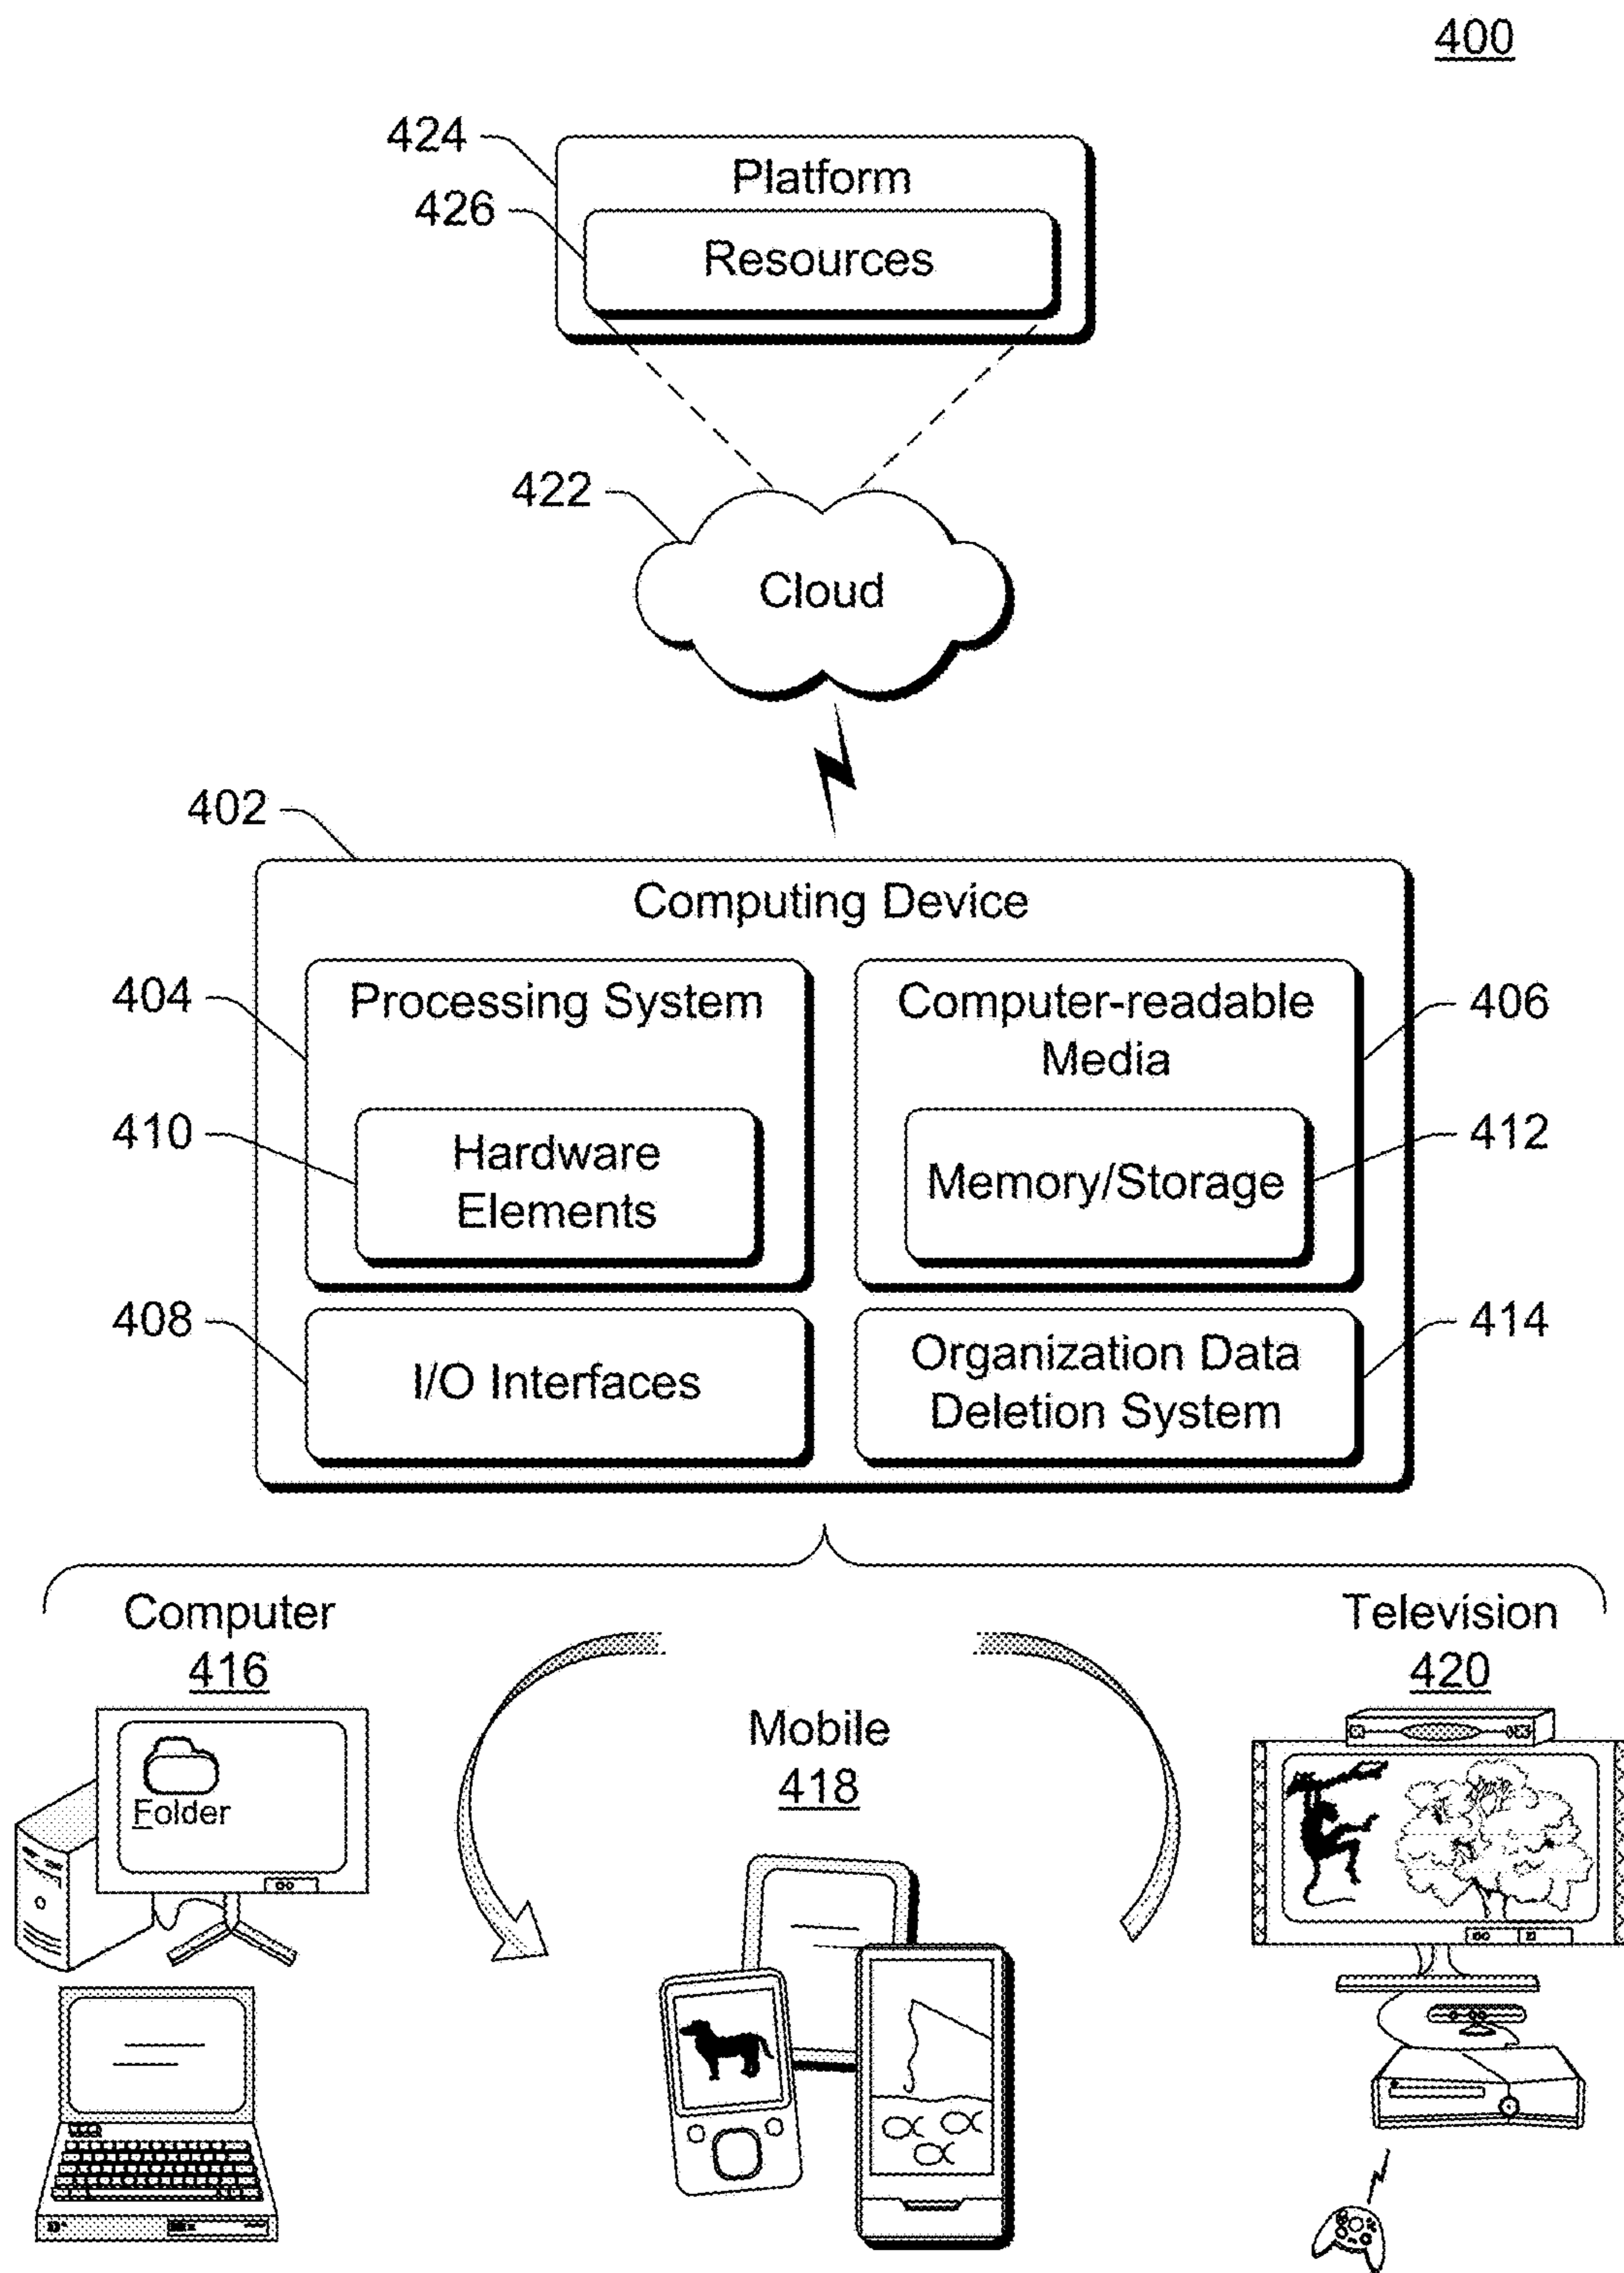 400
424
Platform
426
Resources
422
Cloud
402
Computing Device
404
Processing System
Computer-readable
Media
406
410
Hardware
Elements
Memory/Storage
412
408
I/O Interfaces
Organization Data
Deletion System
414
Computer
416
Folder
Mobile
418
Television
420